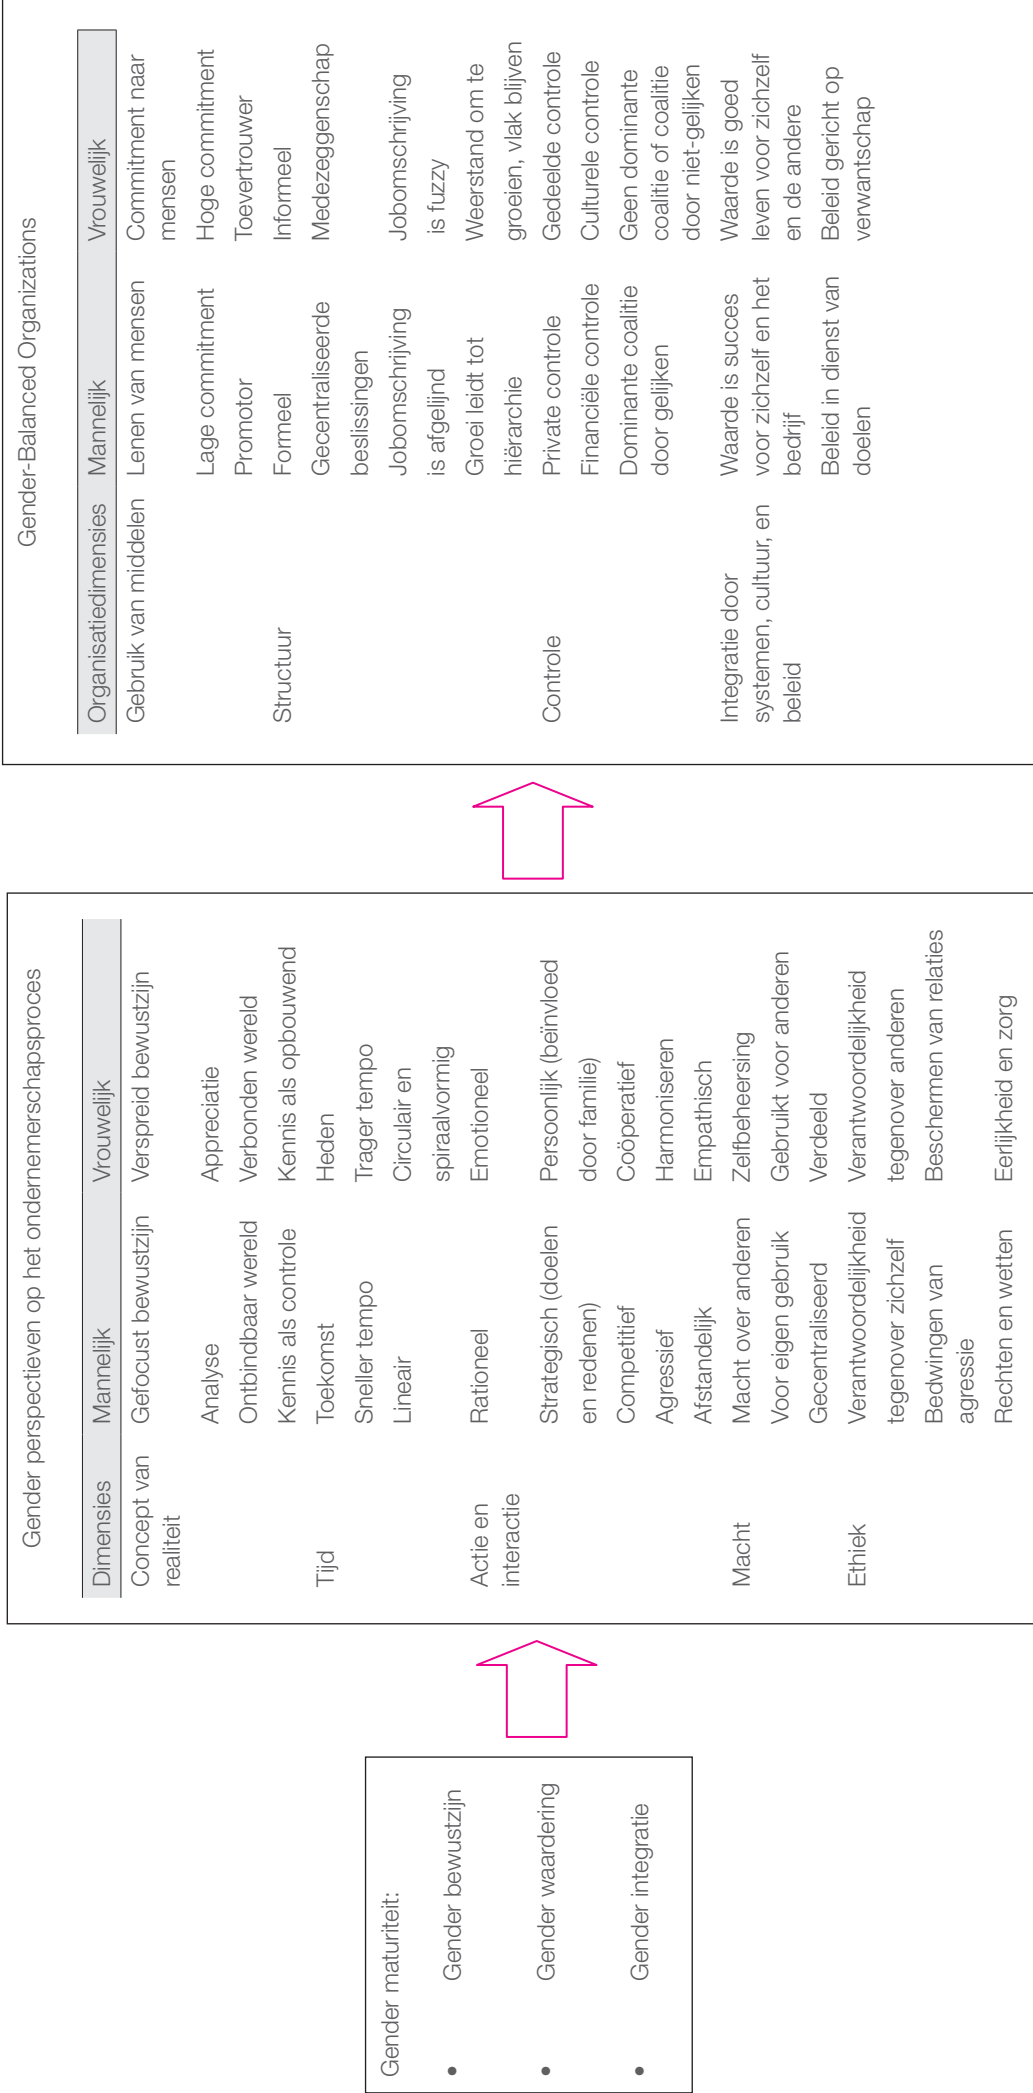 Gender maturiteit:
• Gender bewustzijn
• Gender waardering
• Gender integratie
Gender perspectieven op het ondernemerschapsproces
Dimensies Mannelijk Vrouwelijk
Concept van Gefocust bewustzijn Verspreid bewustzijn
realiteit
Analyse Appreciatie
Ontbindbaar wereld Verbonden wereld
Kennis als controle Kennis als opbouwend
Tijd Toekomst Heden
Sneller tempo Trager tempo
Lineair Circulair en
spiraalvormig
Actie en Rationeel Emotioneel
interactie
Strategisch (doelen Persoonlijk (beïnvloed
en redenen) door familie)
Competitief Coöperatief
Agressief Harmoniseren
Afstandelijk Empathisch
Macht Macht over anderen Zelfbeheersing
Voor eigen gebruik Gebruikt voor anderen
Gecentraliseerd Verdeeld
Ethiek Verantwoordelijkheid Verantwoordelijkheid
tegenover zichzelf tegenover anderen
Bedwingen van Beschermen van relaties
agressie
Rechten en wetten Eerlijkheid en zorg
Gender-Balanced Organizations
Organisatiedimensies Mannelijk Vrouwelijk
Gebruik van middelen Lenen van mensen Commitment naar
mensen
Lage commitment Hoge commitment
Promotor Toevertrouwer
Structuur Formeel Informeel
Gecentraliseerde Medezeggenschap
beslissingen
Jobomschrijving Jobomschrijving
is afgelijnd is fuzzy
Groei leidt tot Weerstand om te
hiërarchie groeien, vlak blijven
Controle Private controle Gedeelde controle
Financiële controle Culturele controle
Dominante coalitie Geen dominante
door gelijken coalitie of coalitie
door niet-gelijken
Integratie door Waarde is succes Waarde is goed
systemen, cultuur, en voor zichzelf en het leven voor zichzelf
beleid bedrijf en de andere
Beleid in dienst van Beleid gericht op
doelen verwantschap